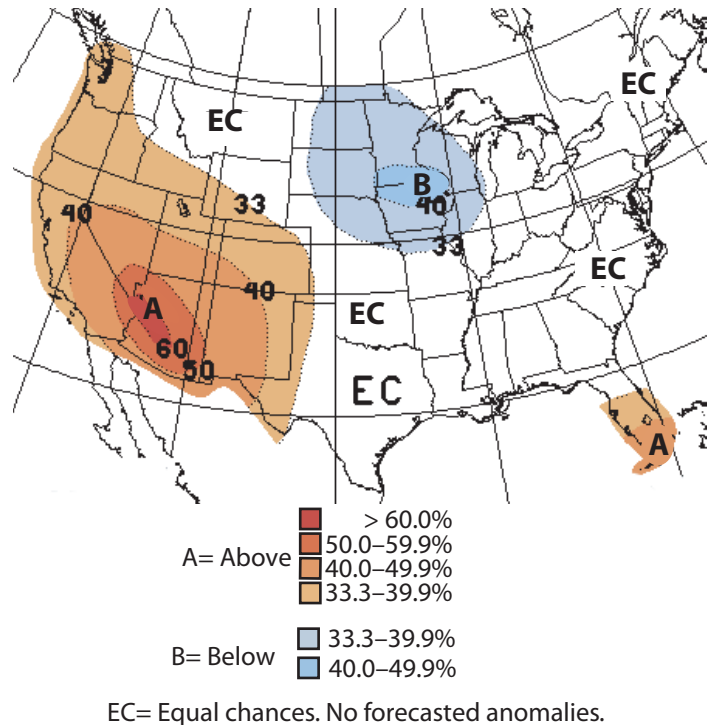 EC
EC
B
40
33
40
33
EC
40
A
EC
60
50
EC
A
> 60.0%
50.0–59.9%
A= Above
40.0–49.9%
33.3–39.9%
33.3–39.9%
B= Below
40.0–49.9%
EC= Equal chances. No forecasted anomalies.